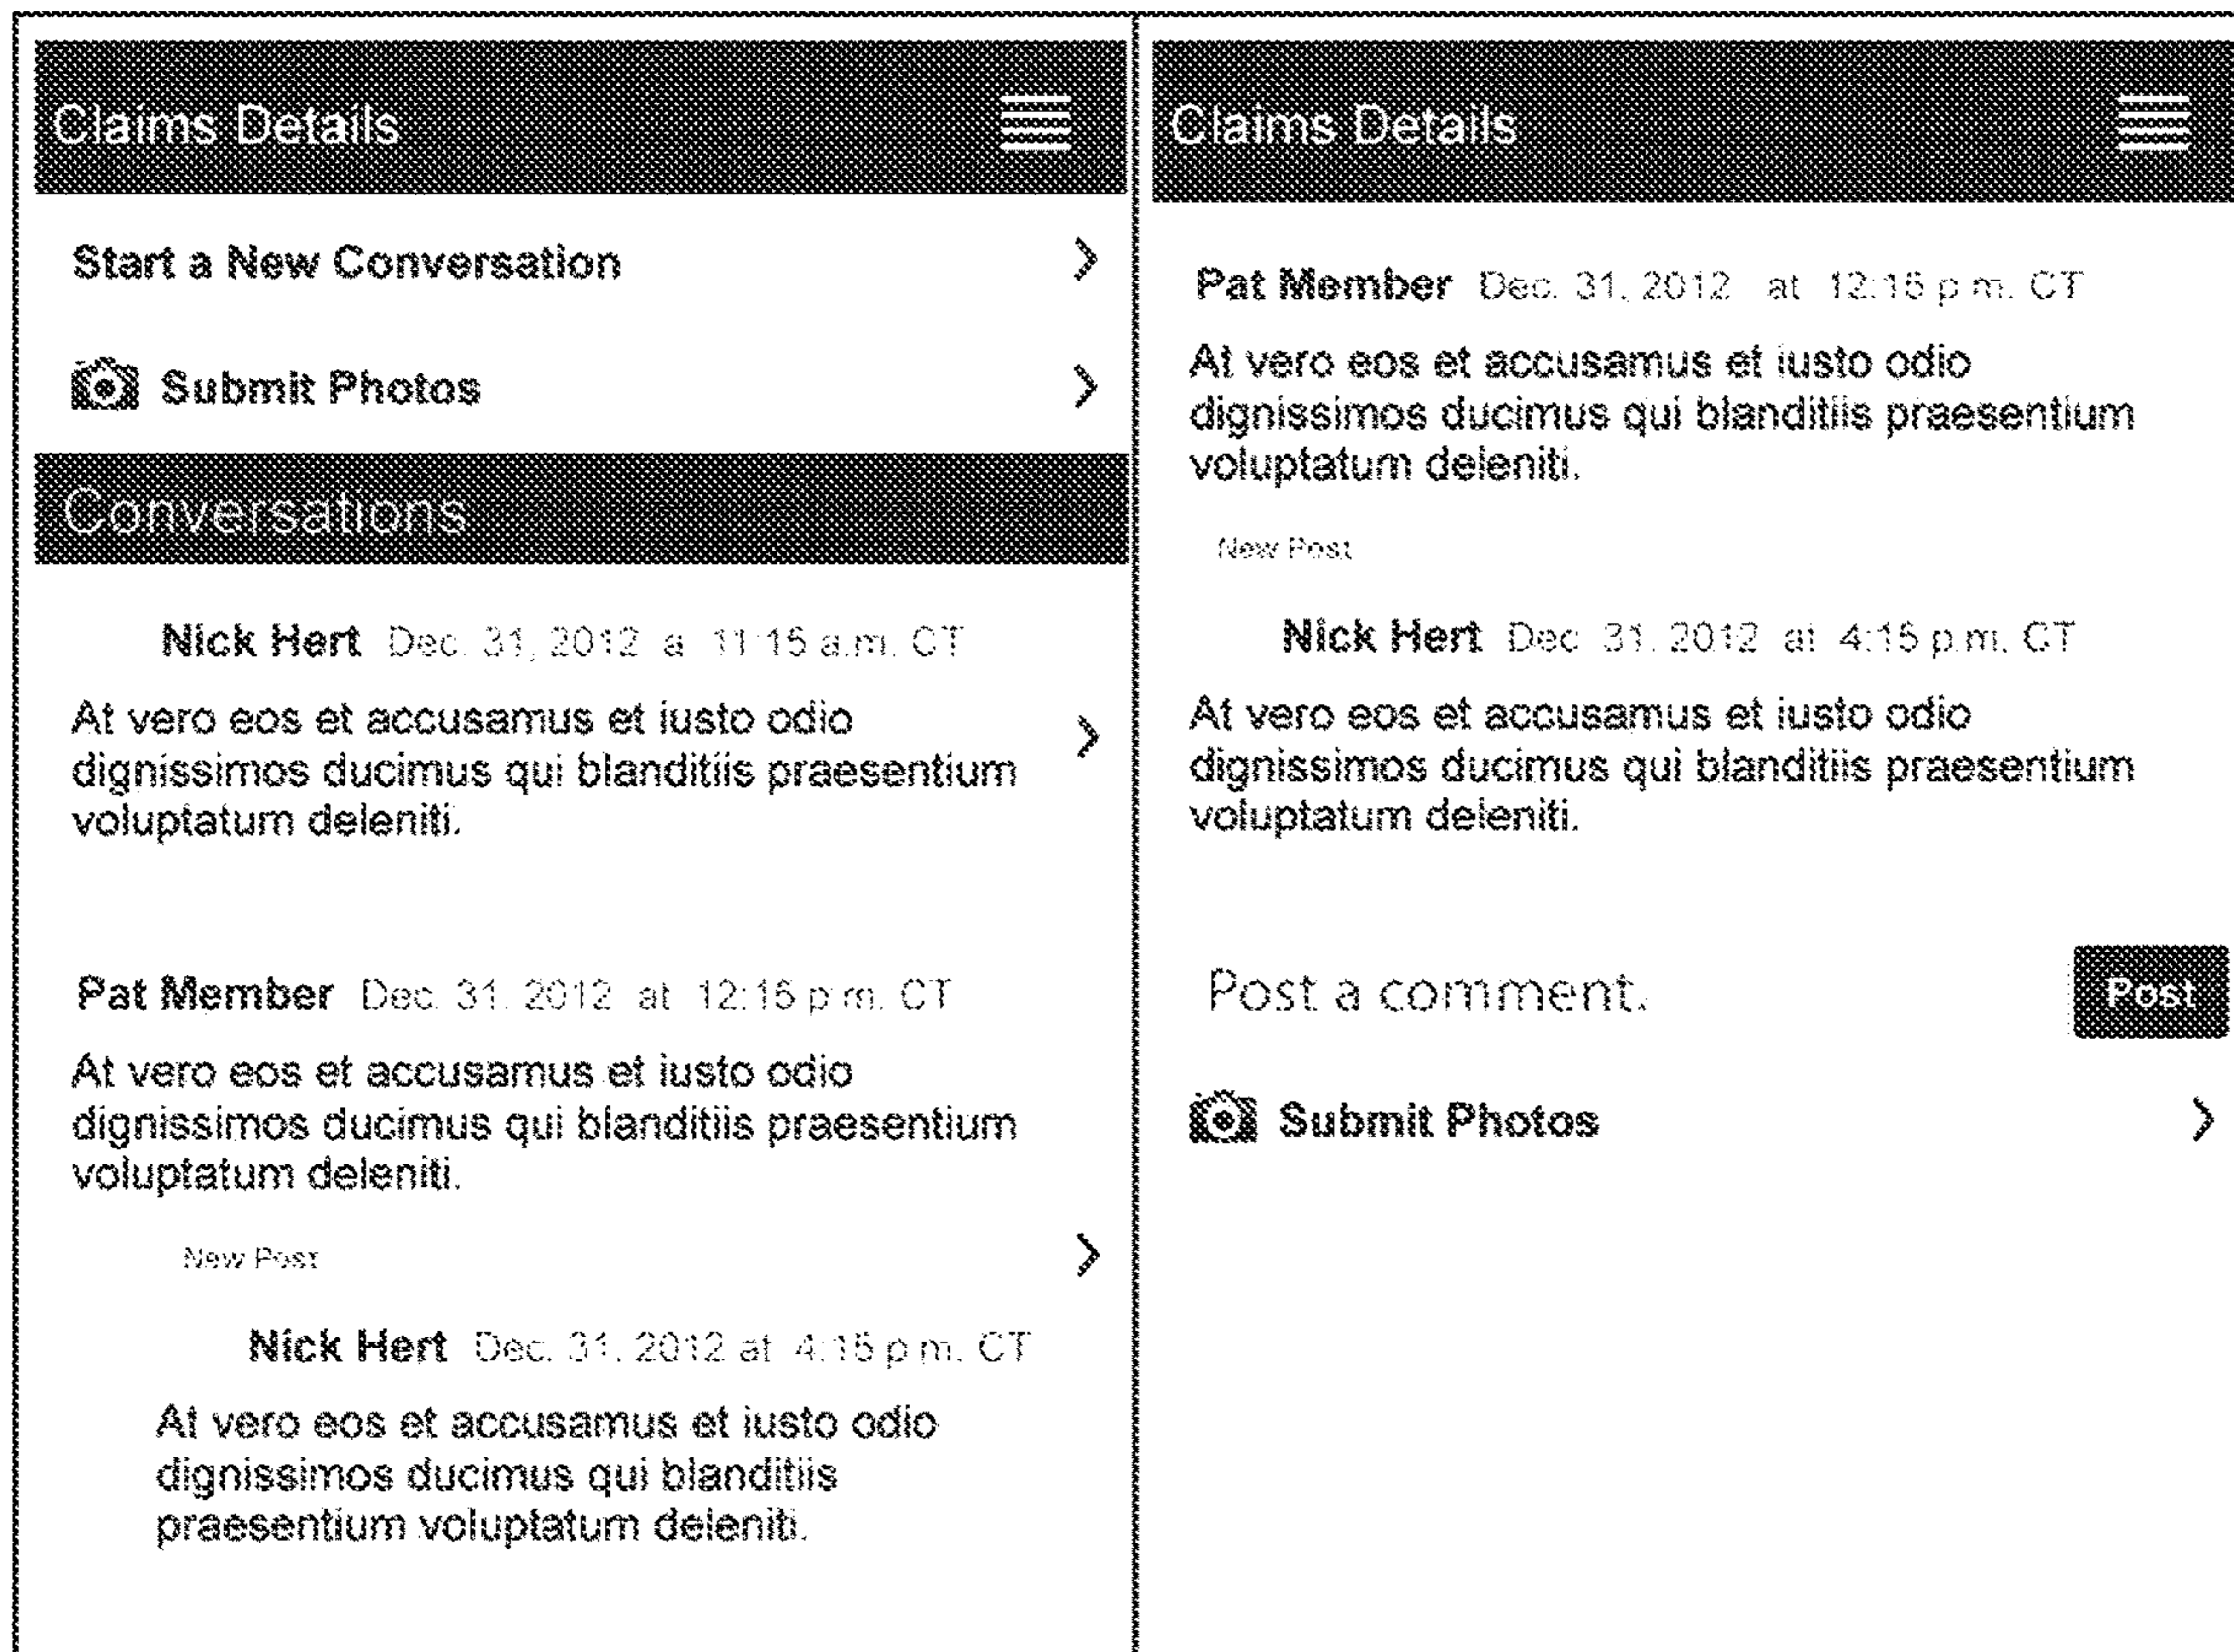 Claims Details
Start a New Conversation
Submit Photos
Conversations
Nick Hert Dec. 31, 2012 a 11:15 a.m. CT
At vero eos et accusamus et iusto odio
dignissimos ducimus qui blanditiis praesentium
voluptatum deleniti.
Pat Member Dec. 31. 2012 at 12:15 p.m. CT
At vero eos et accusamus et iusto odio
dignissimos ducimus qui blanditiis praesentium
voluptatum deleniti.
New Post
Nick Hert Dec. 31. 2012 at 4:15 p.m. CT
At vero eos et accusamus et iusto odio
dignissimos ducimus qui blanditiis
praesentium voluptatum deleniti.
Claims Details
Pat Member Dec. 31, 2012 at 12:15 p.m. CT
At vero eos et accusamus et iusto odio
dignissimos ducimus qui blanditiis praesentium
voluptatum deleniti.
New Post
Nick Hert Dec 31. 2012 at 4:15 p.m. CT
At vero eos et accusamus et iusto odio
dignissimos ducimus qui blanditiis praesentium
voluptatum deleniti.
Post a comment.
Post
Submit Photos